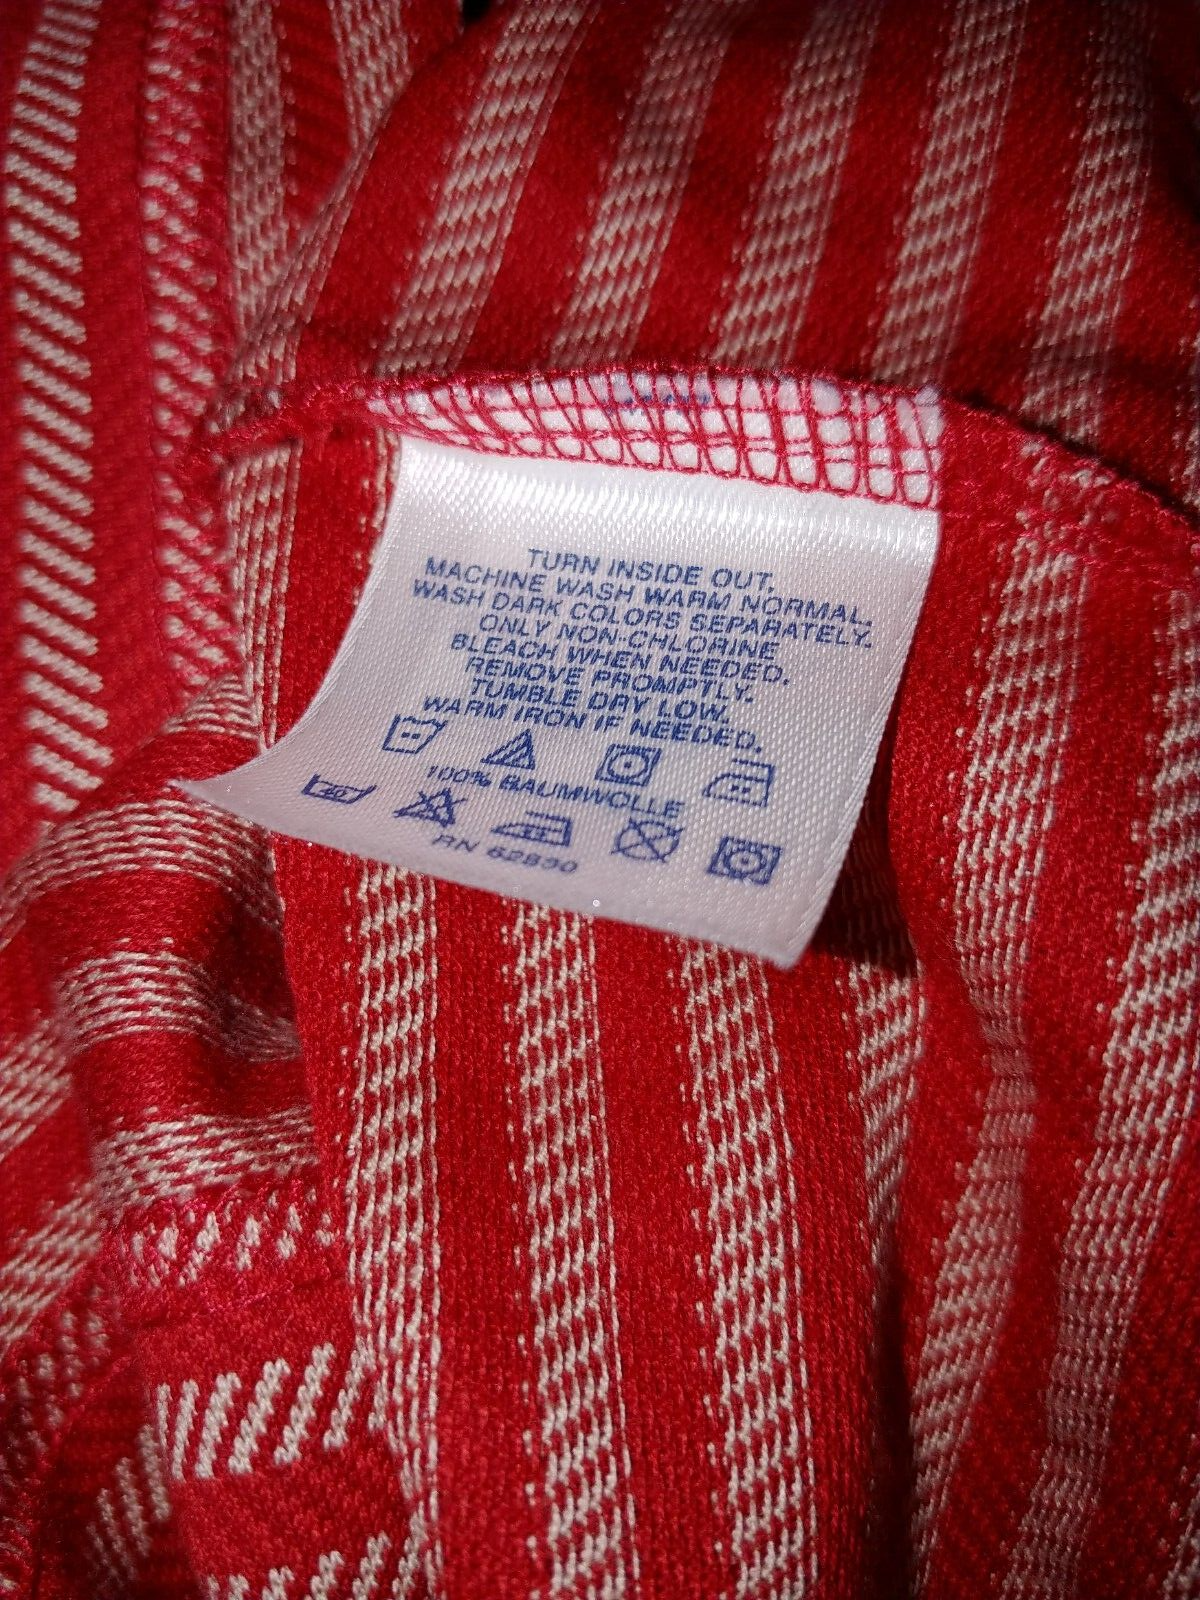 TURN INSIDE OUT.
MACHINE WASH WARM NORMAL.
WASH DARK COLORS SEPARATELY.
ONLY NON-CHLORINE
BLEACH WHEN NEEDED.
REMOVE PROMPTLY.
TUMBLE DRY LOW.
WARM IRON IF NEEDED.
100% BAUMWOLLE
RN 62830